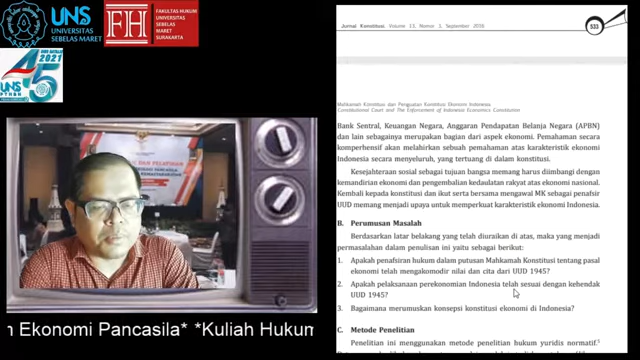 UNS
UNIVERSITAS
SEBELAS MARET
FH
FAKULTAS HUKUM
UNIVERSITAS
SEBELAS
MARET
SURAKARTA
2021
45
UNS
PTNBH
Jurnal Konstitusi, Volume 13, Nomor 3, September 2016
533
Mahkamah Konstitusi dan Penguatan Konstitusi Ekonomi Indonesia
Constitutional Court and The Enforcement of Indonesia Economics Constitution
Bank Sentral, Keuangan Negara, Anggaran Pendapatan Belanja Negara (APBN)
dan lain sebagainya merupakan bagian dari aspek ekonomi. Pemahaman secara
komperhensif akan melahirkan sebuah pemahaman atas karakteristik ekonomi
Indonesia secara menyeluruh, yang tertuang di dalam konstitusi.
Kesejahteraan sosial sebagai tujuan bangsa memang harus diimbangi dengan
kemandirian ekonomi dan pengembalian kedaulatan rakyat atas ekonomi nasional.
Kembali kepada konstitusi dan ikut serta bersama mengawal MK sebagai penafsir
UUD memang menjadi upaya untuk memperkuat karakteristik ekonomi Indonesia.
B. Perumusan Masalah
Berdasarkan latar belakang yang telah diuraikan di atas, maka yang menjadi
permasalahan dalam penulisan ini yaitu sebagai berikut:
1. Apakah penafsiran hukum dalam putusan Mahkamah Konstitusi tentang pasal
ekonomi telah mengakomodir nilai dan cita dari UUD 1945?
2. Apakah pelaksanaan perekonomian Indonesia telah sesuai dengan kehendak
UUD 1945?
3. Bagaimana merumuskan konsepsi konstitusi ekonomi di Indonesia?
C. Metode Penelitian
Penelitian ini menggunakan metode penelitian hukum yuridis normatif.
n Ekonomi Pancasila* *Kuliah Hukum